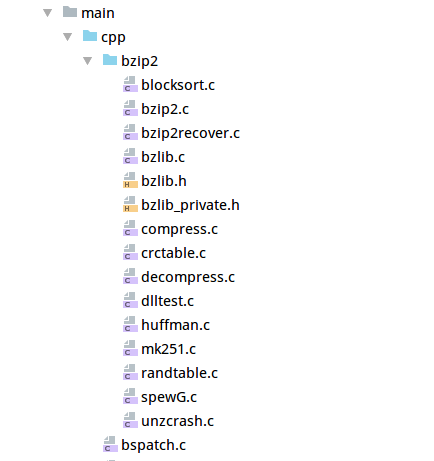 main
cpp
bzip2
blocksort.c
bzip2.c
bzip2recover.c
bzlib.c
bzlib.h
bzlib_private.h
compress.c
crctable.c
decompress.c
dlltest.c
huffman.c
mk251.c
randtable.c
spewG.c
unzcrash.c
bspatch.c